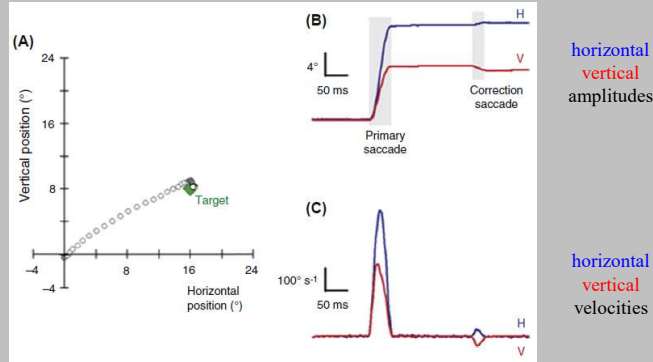 (A)
24
16
8
−4
Vertical position (°)
Target
−4
8
16
24
Horizontal
position (°)
(B)
H
V
4°
50 ms
Primary
saccade
Correction
saccade
horizontal
vertical
amplitudes
(C)
100° s-1
50 ms
H
V
horizontal
vertical
velocities